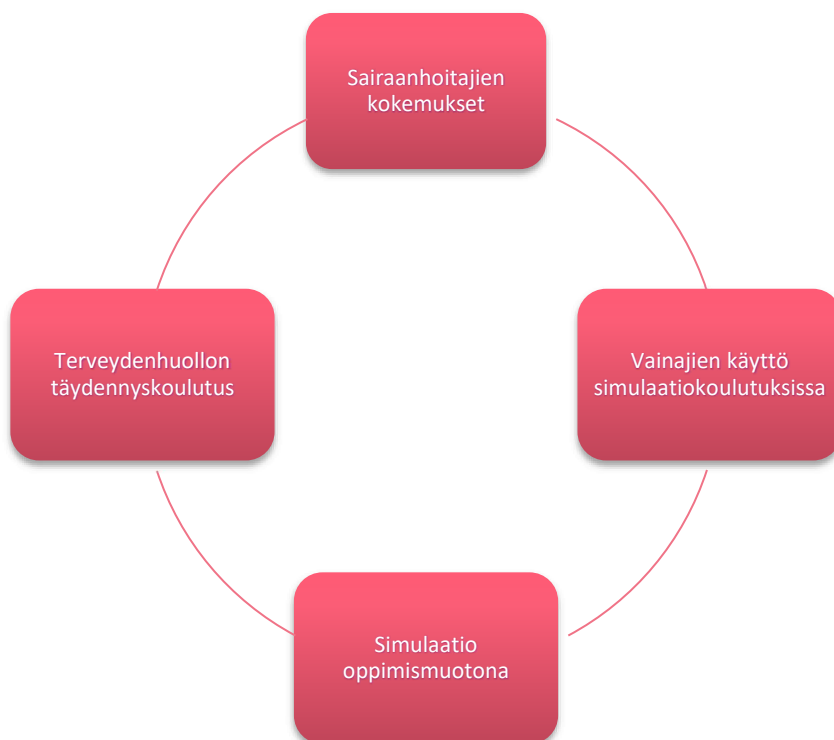 Sairaanhoitajien
kokemukset
Terveydenhuollon
täydennyskoulutus
Vainajien käyttö
simulaatiokoulutuksissa
Simulaatio
oppimismuotona